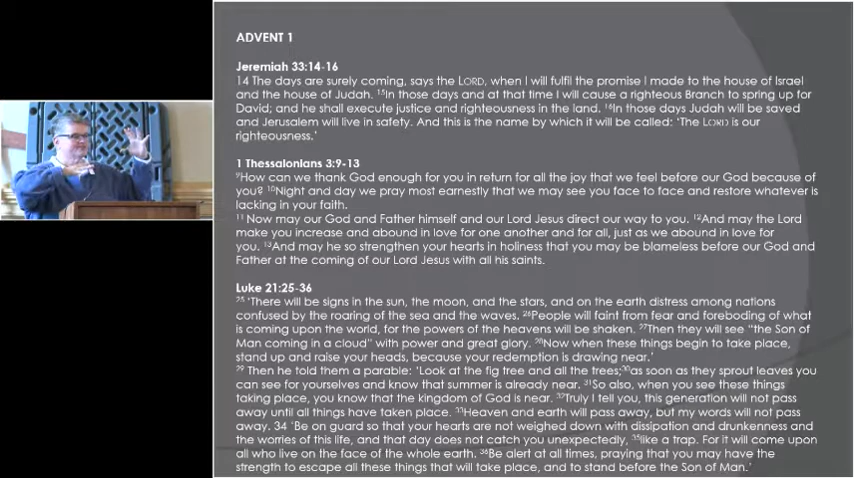 ADVENT 1
Jeremiah 33:14-16
14 The days are surely coming, says the LORD, when I will fulfil the promise I made to the house of Israel
and the house of Judah. 15In those days and at that time I will cause a righteous Branch to spring up for
David; and he shall execute justice and righteousness in the land. 16In those days Judah will be saved
and Jerusalem will live in safety. And this is the name by which it will be called: ‘The LORD is our
righteousness.’
1 Thessalonians 3:9-13
9How can we thank God enough for you in return for all the joy that we feel before our God because of
you? 10Night and day we pray most earnestly that we may see you face to face and restore whatever is
lacking in your faith.
11 Now may our God and Father himself and our Lord Jesus direct our way to you. 12And may the Lord
make you increase and abound in love for one another and for all, just as we abound in love for
you. 13And may he so strengthen your hearts in holiness that you may be blameless before our God and
Father at the coming of our Lord Jesus with all his saints.
Luke 21:25-36
25 ‘There will be signs in the sun, the moon, and the stars, and on the earth distress among nations
confused by the roaring of the sea and the waves. 26People will faint from fear and foreboding of what
is coming upon the world, for the powers of the heavens will be shaken. 27Then they will see “the Son of
Man coming in a cloud” with power and great glory. 28Now when these things begin to take place,
stand up and raise your heads, because your redemption is drawing near.’
29 Then he told them a parable: ‘Look at the fig tree and all the trees;30as soon as they sprout leaves you
can see for yourselves and know that summer is already near. 31So also, when you see these things
taking place, you know that the kingdom of God is near. 32Truly I tell you, this generation will not pass
away until all things have taken place. 33Heaven and earth will pass away, but my words will not pass
away. 34 ‘Be on guard so that your hearts are not weighed down with dissipation and drunkenness and
the worries of this life, and that day does not catch you unexpectedly, 35like a trap. For it will come upon
all who live on the face of the whole earth. 36Be alert at all times, praying that you may have the
strength to escape all these things that will take place, and to stand before the Son of Man.’